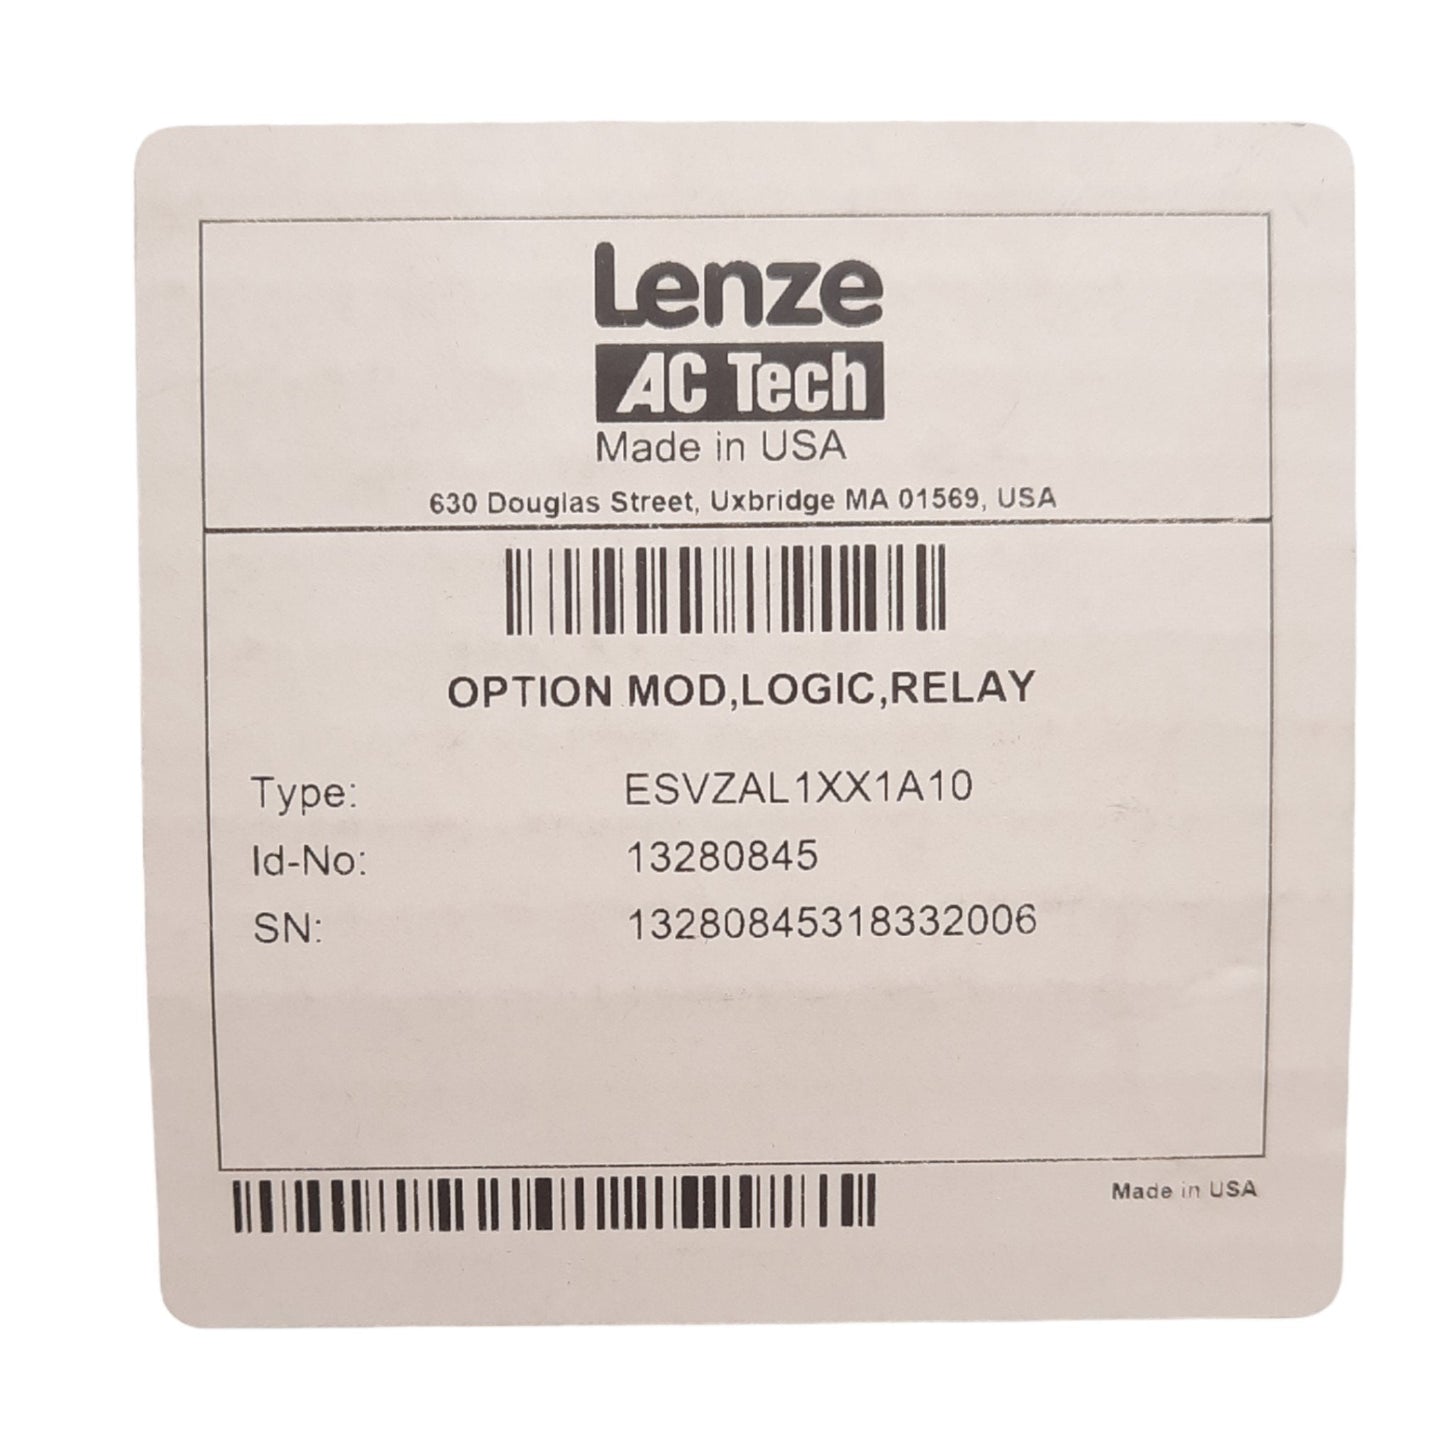 Lenze
AC Tech
Made in USA
630 Douglas Street, Uxbridge MA 01569, USA
OPTION MOD,LOGIC,RELAY
Type: ESVZAL1XX1A10
Id-No: 13280845
SN: 13280845318332006
Made in USA